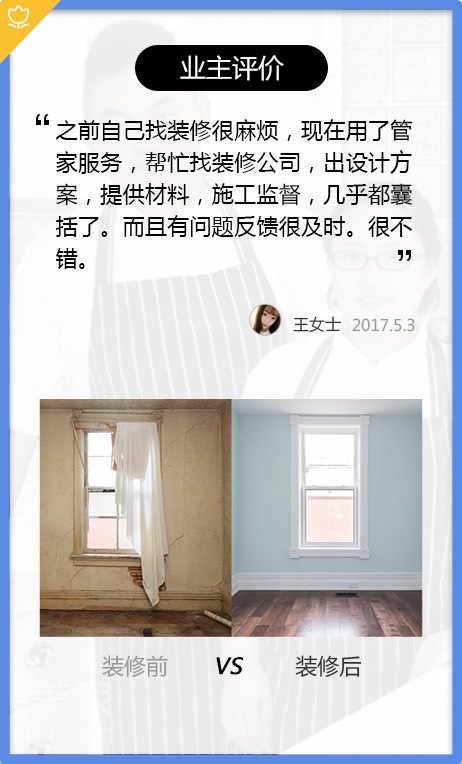 业主评价
“之前自己找装修很麻烦，现在用了管
家服务，帮忙找装修公司，出设计方
案，提供材料，施工监督，几乎都囊
括了。而且有问题反馈很及时。很不
错。”
王女士 2017.5.3
装修前 VS 装修后